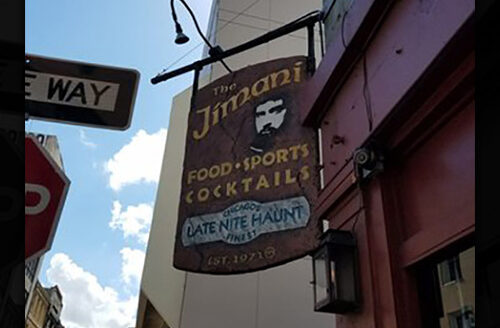 WAY
The
Jimani
FOOD • SPORTS
COCKTAILS
CHICAGO'S
LATE NITE HAUNT
FINEST
EST. 1971